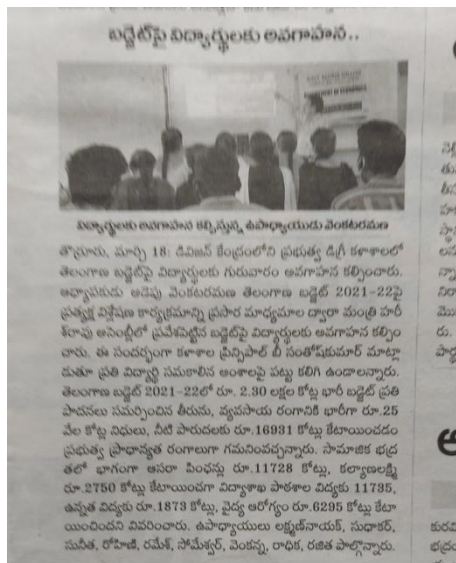 బడ్జెట్‌పై విద్యార్థులకు అవగాహన..
విద్యార్థులకు అవగాహన కల్పిస్తున్న ఉపాధ్యాయుడు వెంకటరమణ
తొర్రూరు, మార్చి 18: డివిజన్ కేంద్రంలోని ప్రభుత్వ డిగ్రీ కళాశాలలో
తెలంగాణ బడ్జెట్‌పై విద్యార్థులకు గురువారం అవగాహన కల్పించారు.
అధ్యాపకుడు అడెపు వెంకటరమణ తెలంగాణ బడ్జెట్ 2021-22పై
ప్రత్యక్ష విశ్లేషణ కార్యక్రమాన్ని ప్రసార మాధ్యమాల ద్వారా మంత్రి హరీ
శ్‌రావు అసెంబ్లీలో ప్రవేశపెట్టిన బడ్జెట్‌పై విద్యార్థులకు అవగాహన కల్పిం
చారు. ఈ సందర్భంగా కళాశాల ప్రిన్సిపాల్ బీ సంతోష్‌కుమార్ మాట్లా
డుతూ ప్రతి విద్యార్థి సమకాలీన అంశాలపై పట్టు కలిగి ఉండాలన్నారు.
తెలంగాణ బడ్జెట్ 2021-22లో రూ. 2.30 లక్షల కోట్ల భారీ బడ్జెట్ ప్రతి
పాదనలు సమర్పించిన తీరును, వ్యవసాయ రంగానికి భారీగా రూ.25
వేల కోట్ల నిధులు, నీటి పారుదలకు రూ.16931 కోట్లు కేటాయించడం
ప్రభుత్వ ప్రాధాన్యత రంగాలుగా గమనింవచ్చన్నారు. సామాజిక భద్ర
తలో భాగంగా ఆసరా పింఛన్లు రూ.11728 కోట్లు, కల్యాణలక్ష్మి
రూ.2750 కోట్లు కేటాయించగా విద్యాశాఖ పాఠశాల విద్యకు 11735,
ఉన్నత విద్యకు రూ.1873 కోట్లు, వైద్య ఆరోగ్యం రూ.6295 కోట్లు కేటా
యించిందని వివరించారు. ఉపాధ్యాయులు లక్ష్మణ్‌నాయక్, సుధాకర్,
సునీత, రోహిణి, రమేశ్, సోమేశ్వర్, వెంకన్న, రాధిక, రజిత పాల్గొన్నారు.